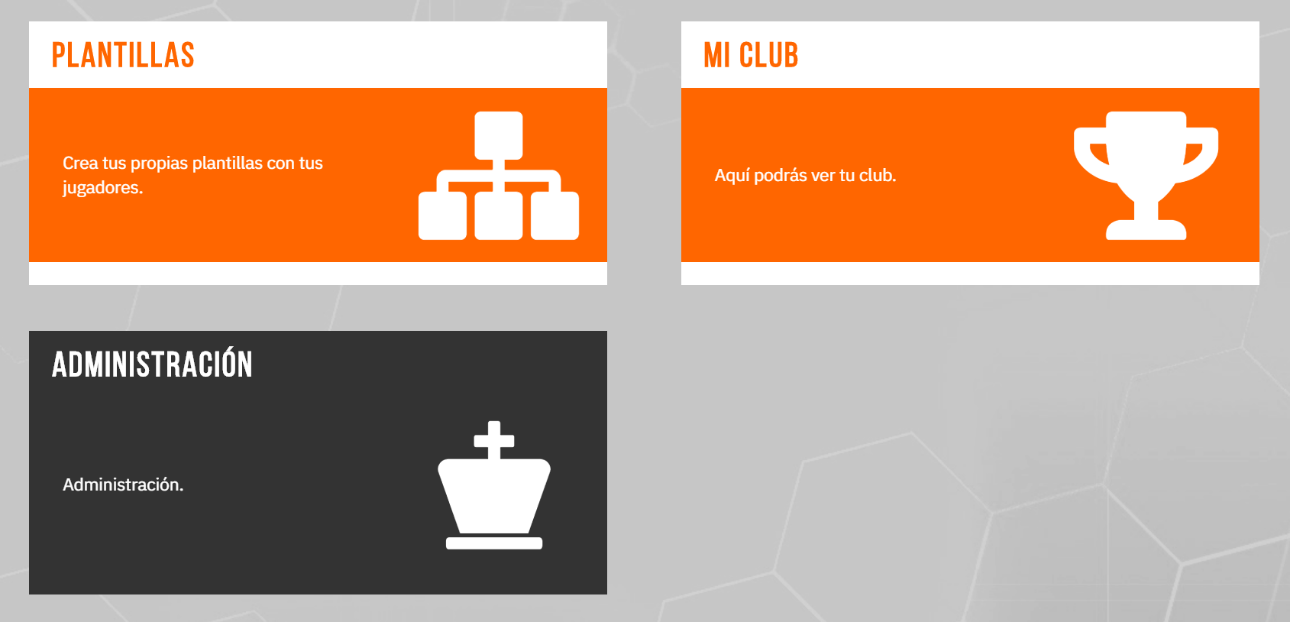 PLANTILLAS
Crea tus propias plantillas con tus
jugadores.
MI CLUB
Aquí podrás ver tu club.
ADMINISTRACIÓN
Administración.